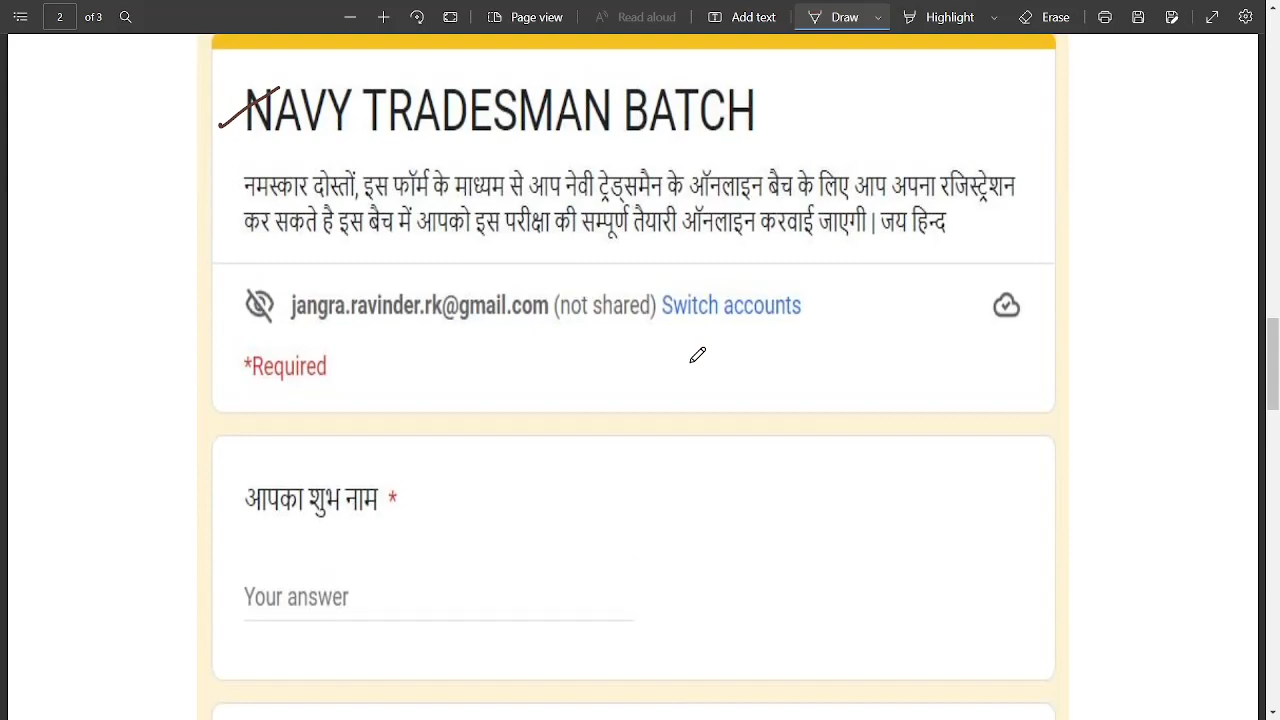 2 of 3 Page view Read aloud Add text Draw Highlight Erase
NAVY TRADESMAN BATCH
नमस्कार दोस्तों, इस फॉर्म के माध्यम से आप नेवी ट्रेड्समैन के ऑनलाइन बैच के लिए आप अपना रजिस्ट्रेशन
कर सकते है इस बैच में आपको इस परीक्षा की सम्पूर्ण तैयारी ऑनलाइन करवाई जाएगी | जय हिन्द
jangra.ravinder.rk@gmail.com (not shared) Switch accounts
*Required
आपका शुभ नाम *
Your answer